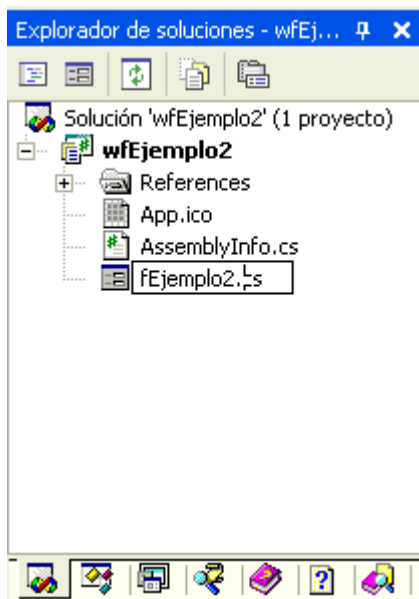 Explorador de soluciones - wfEj...
Solución 'wfEjemplo2' (1 proyecto)
wfEjemplo2
References
App.ico
AssemblyInfo.cs
fEjemplo2.cs